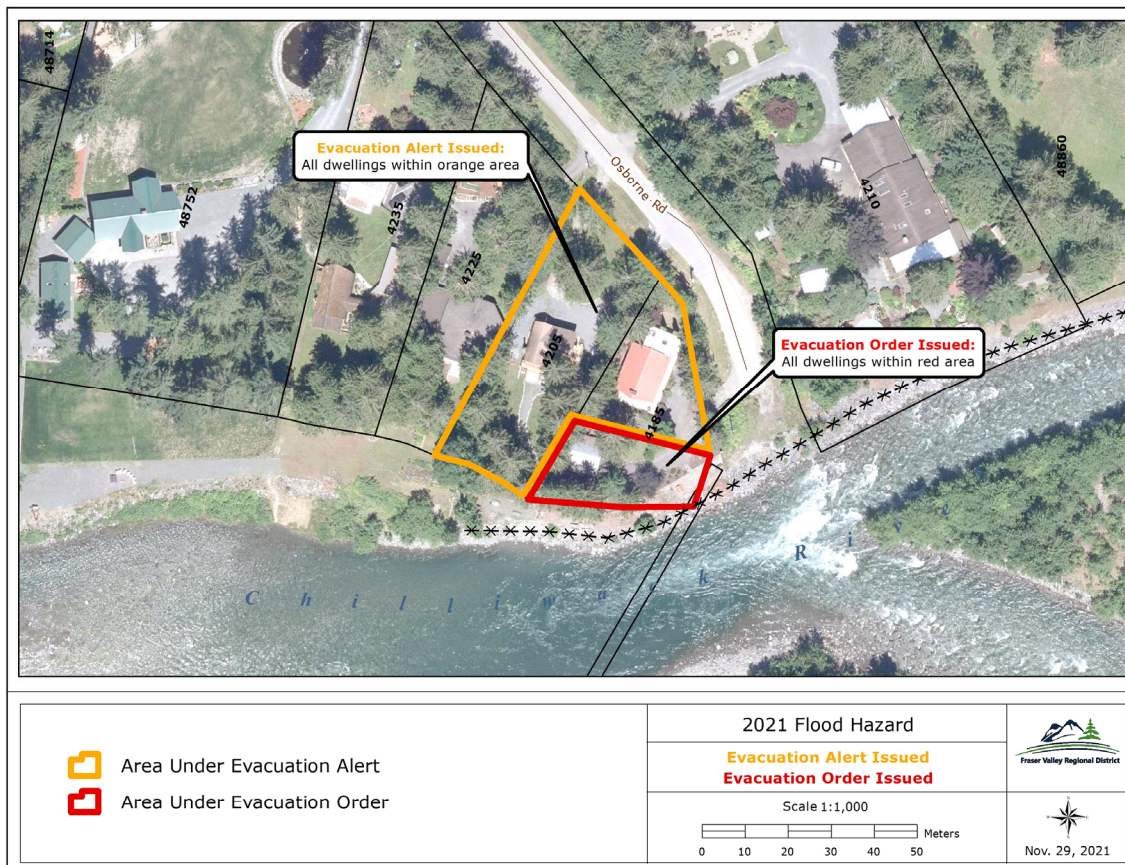 48714
48752
4235
4225
4205
4185
4210
48860
Osborne Rd
Evacuation Alert Issued:
All dwellings within orange area
Evacuation Order Issued:
All dwellings within red area
Chilliwack River
Area Under Evacuation Alert
Area Under Evacuation Order
2021 Flood Hazard
Evacuation Alert Issued
Evacuation Order Issued
Scale 1:1,000
Meters
0 10 20 30 40 50
Fraser Valley Regional District
Nov. 29, 2021